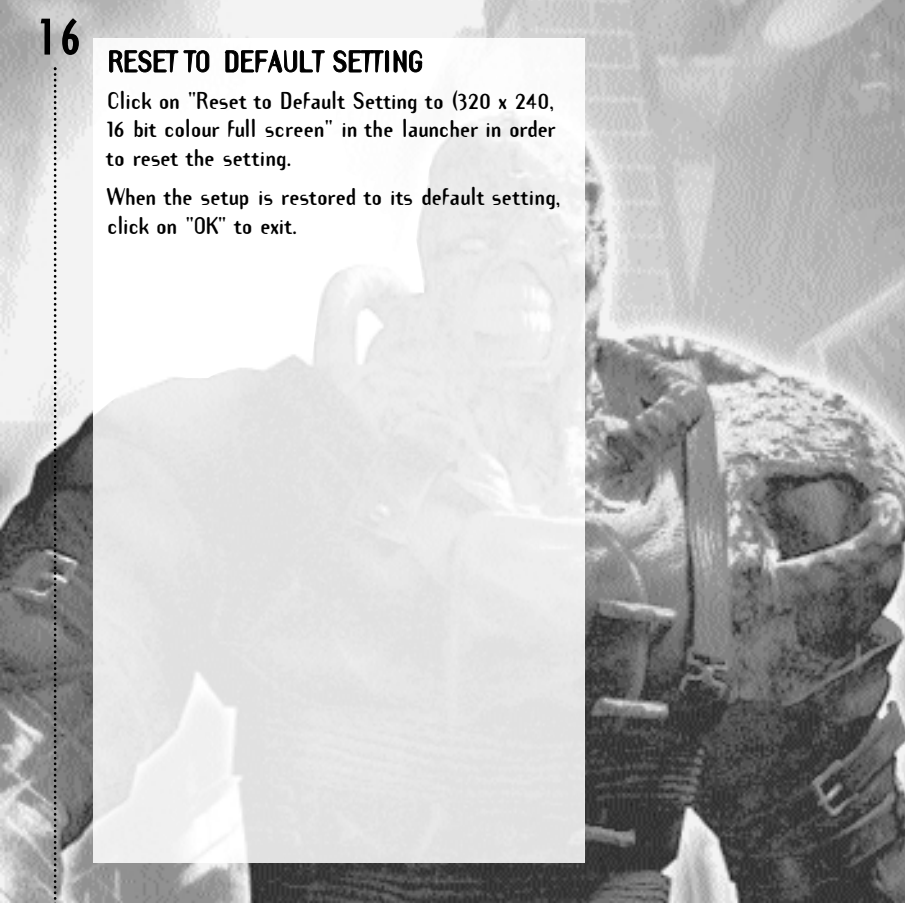 16
RESET TO DEFAULT SETTING
Click on "Reset to Default Setting to (320 x 240,
16 bit colour full screen" in the launcher in order
to reset the setting.
When the setup is restored to its default setting,
click on "OK" to exit.